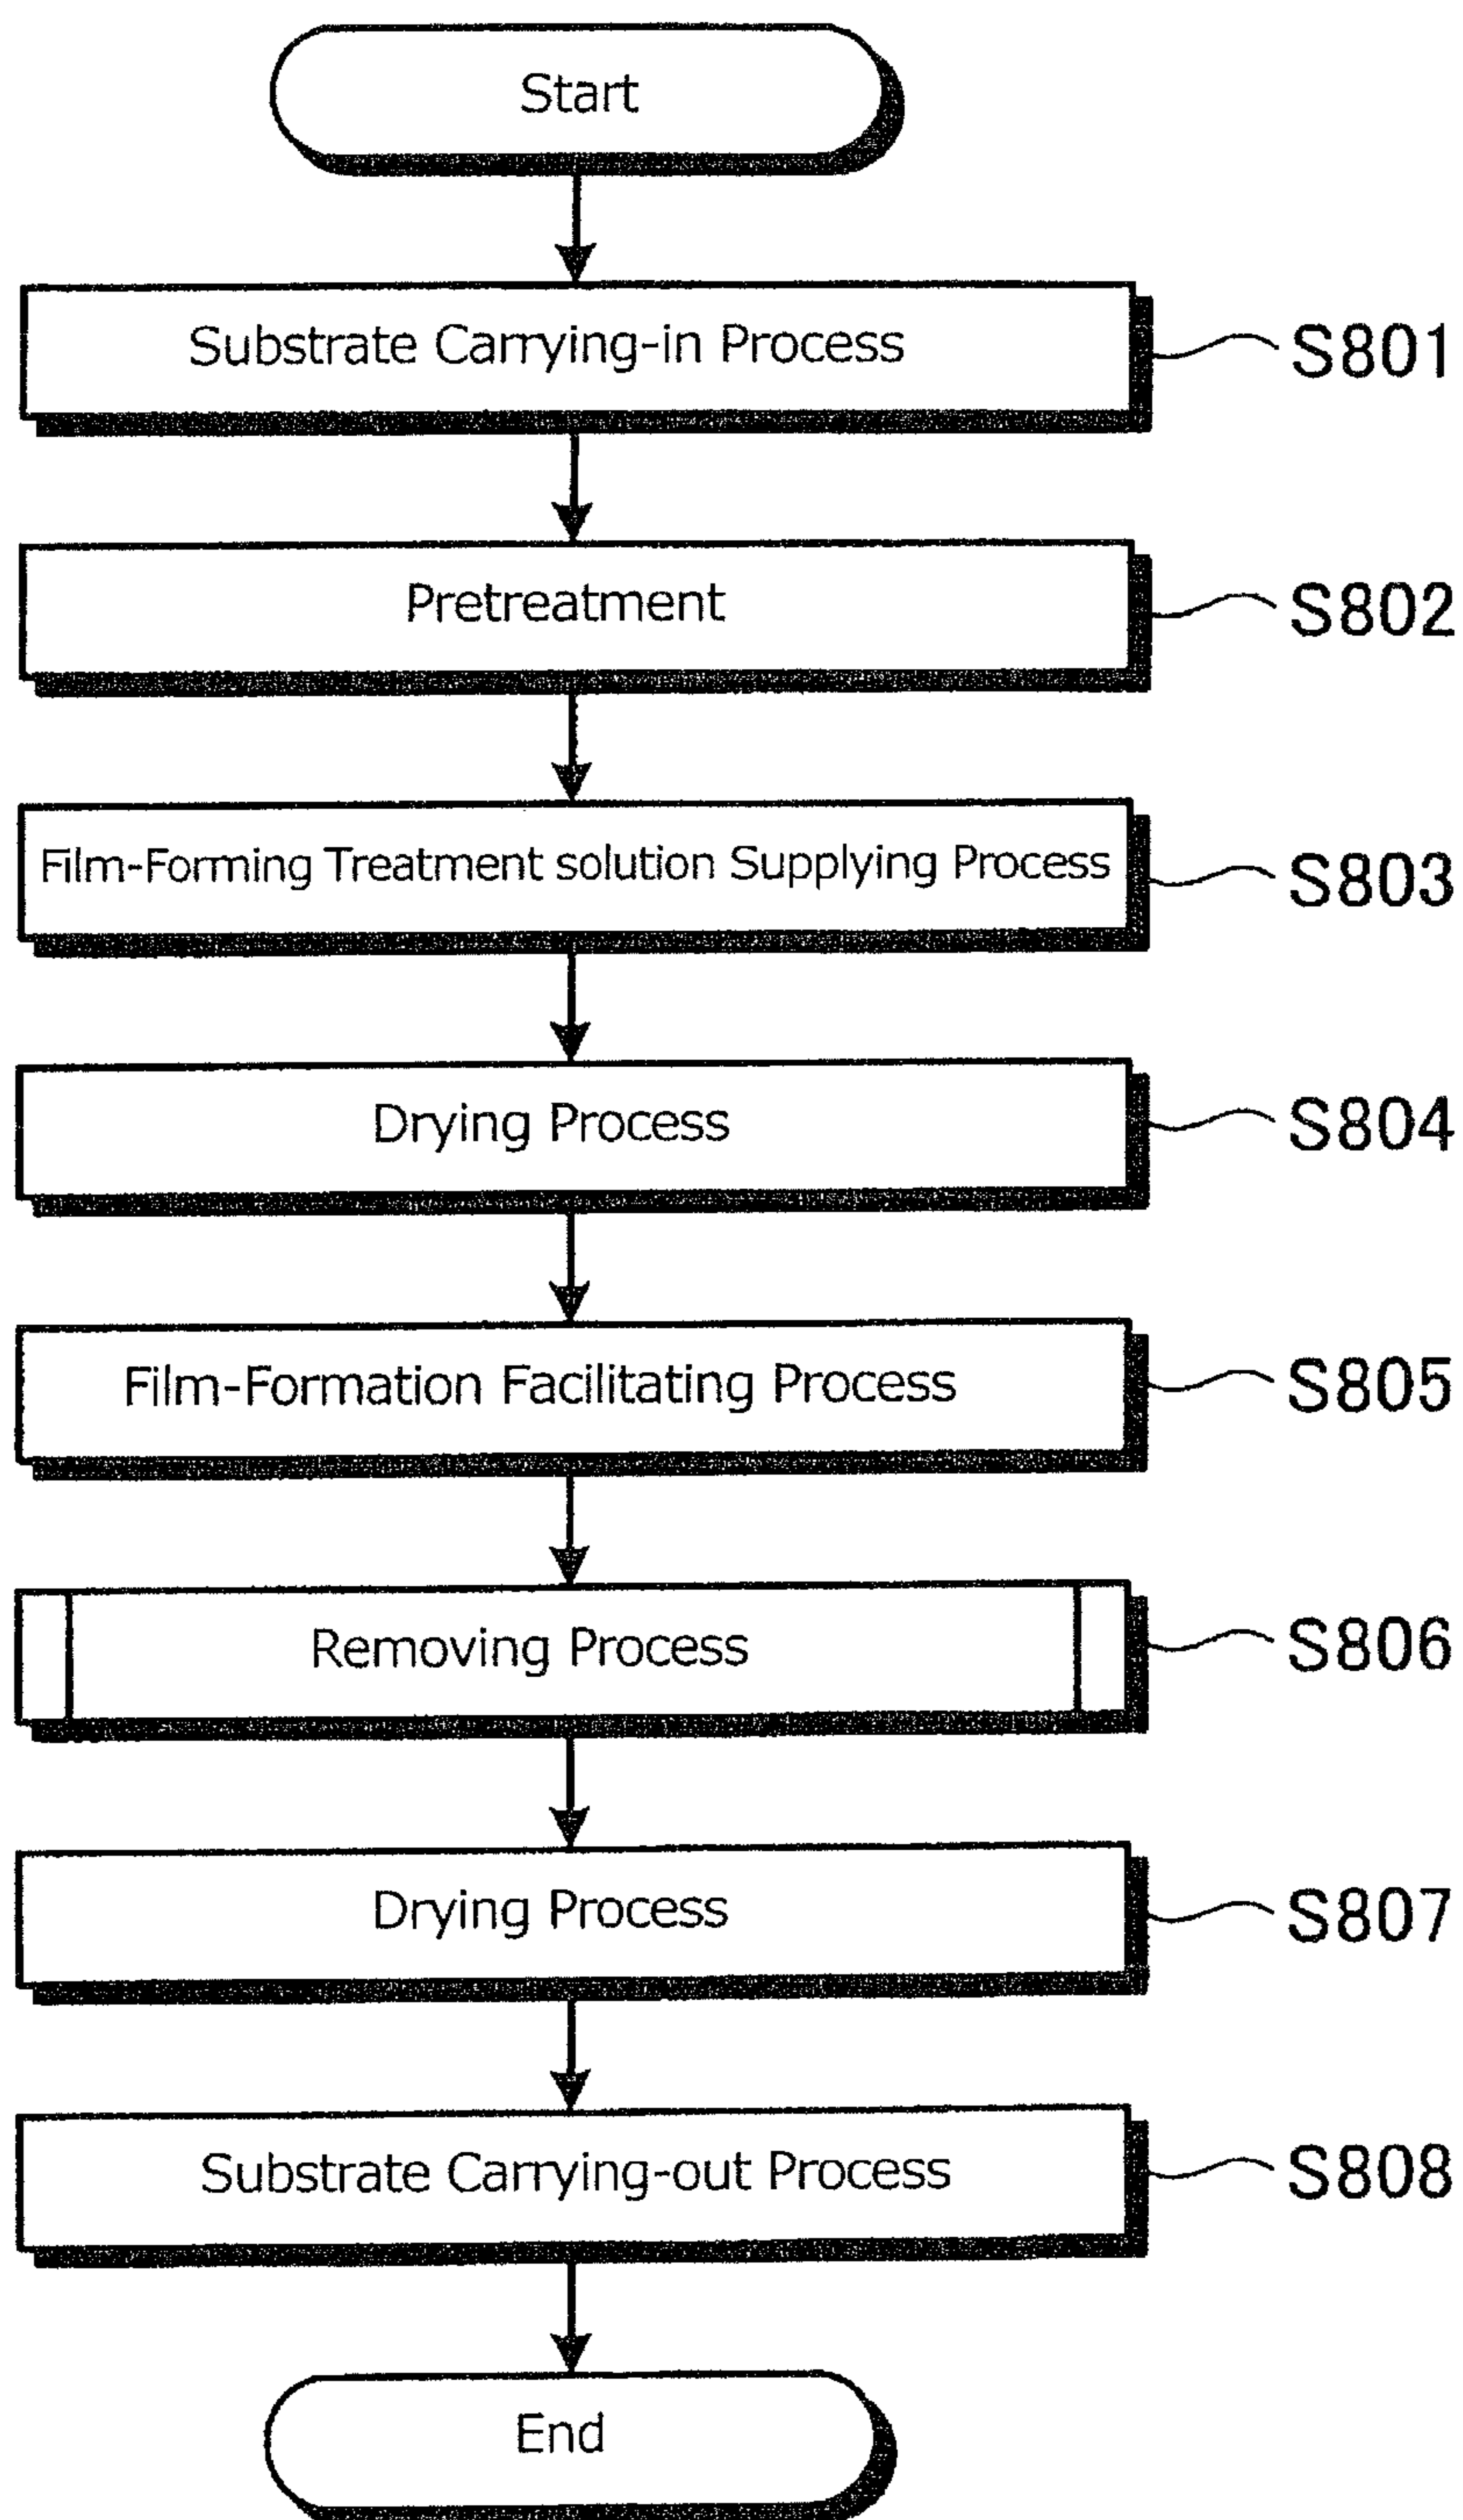 Start
Substrate Carrying-in Process
S801
Pretreatment
S802
Film-Forming Treatment solution Supplying Process
S803
Drying Process
S804
Film-Formation Facilitating Process
S805
Removing Process
S806
Drying Process
S807
Substrate Carrying-out Process
S808
End